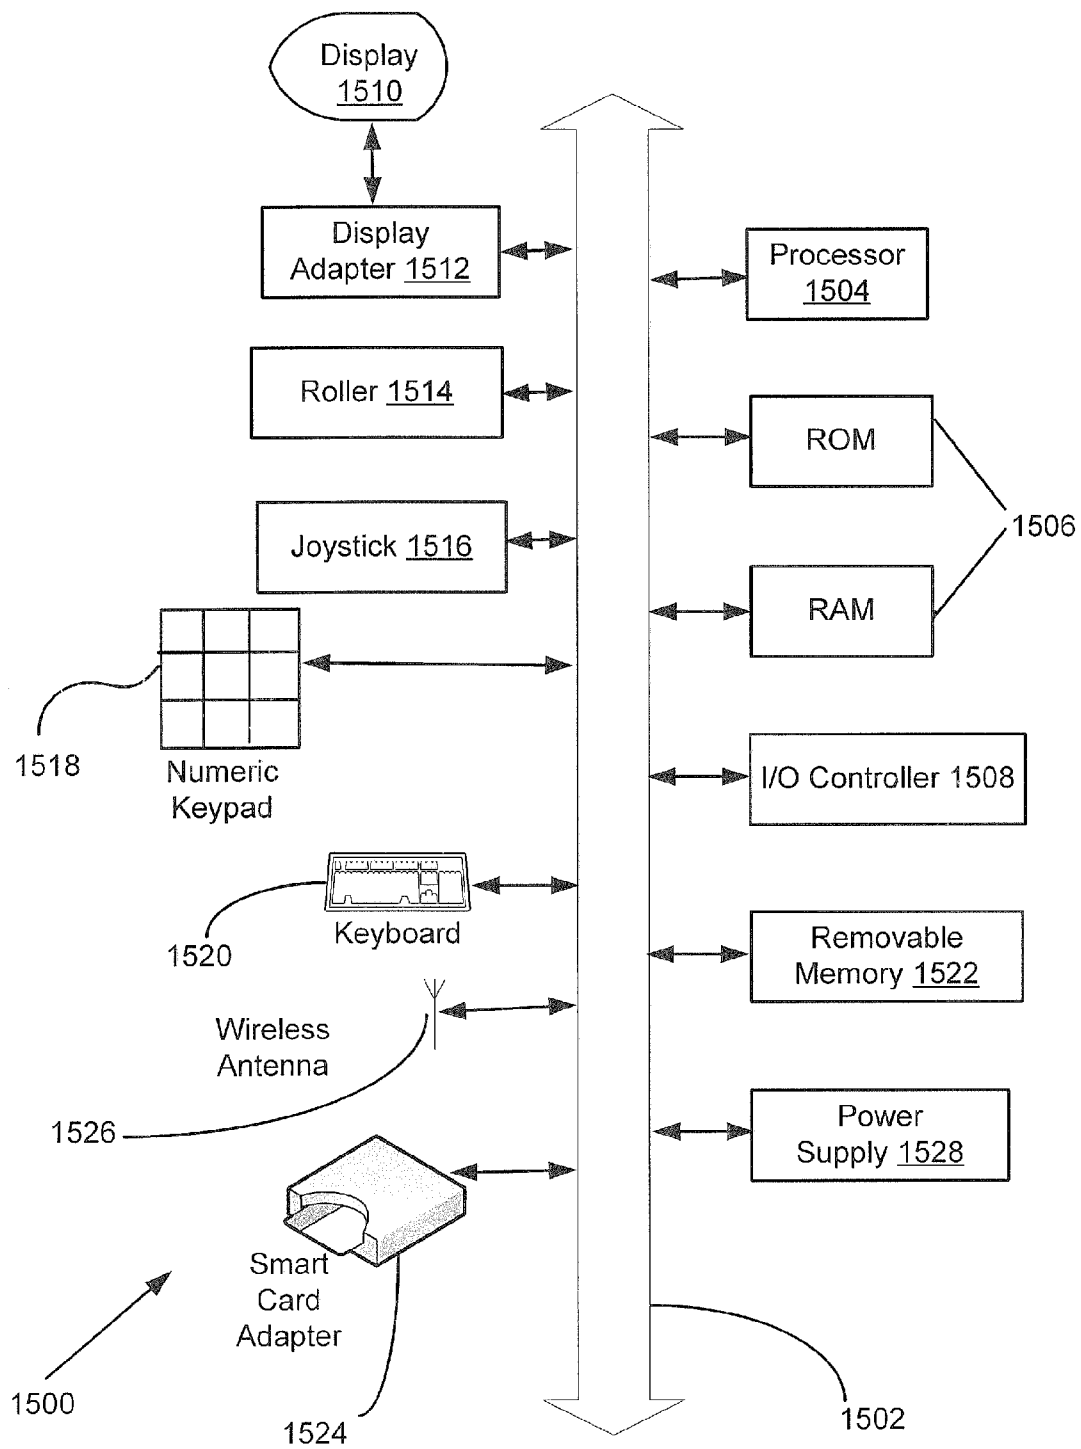 Display
1510
Display
Adapter 1512
Processor
1504
Roller 1514
ROM
1506
Joystick 1516
RAM
1518
Numeric
Keypad
I/O Controller 1508
1520
Keyboard
Removable
Memory 1522
Wireless
Antenna
1526
Power
Supply 1528
Smart
Card
Adapter
1500
1524
1502